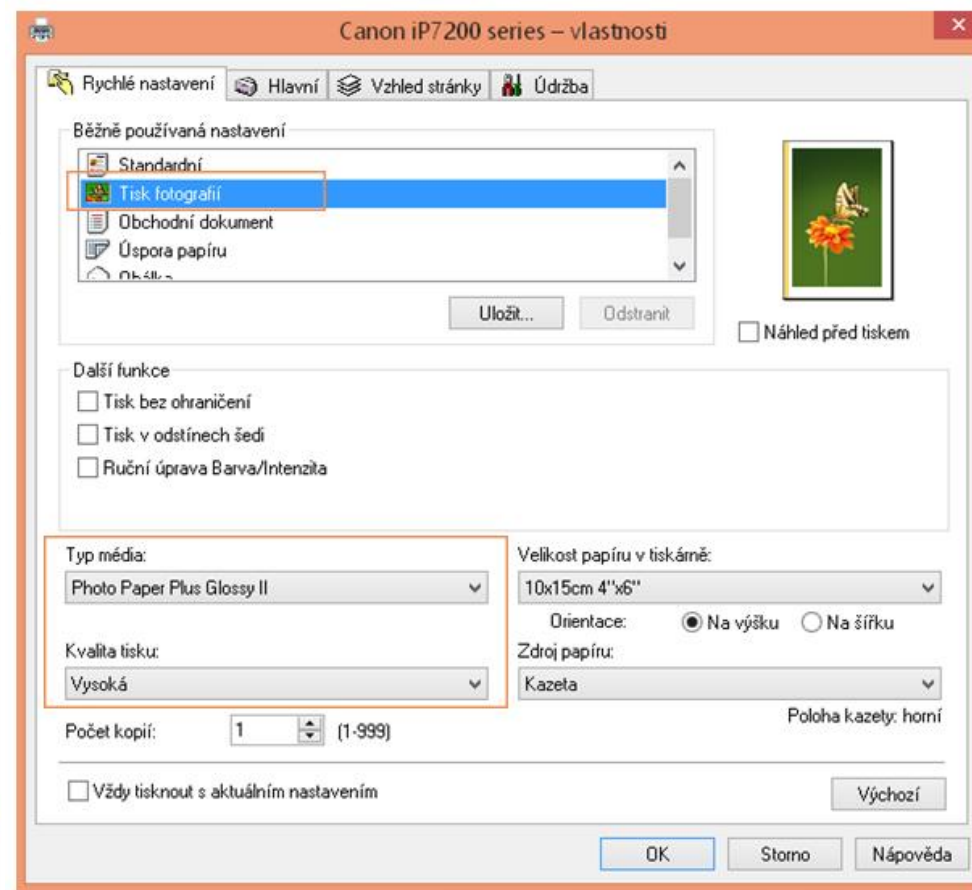 Canon iP7200 series – vlastnosti
Rychlé nastavení Hlavní Vzhled stránky Údržba
Běžně používaná nastavení
Standardní
Tisk fotografií
Obchodní dokument
Úspora papíru
Obálka
Uložit... Odstranit
Náhled před tiskem
Další funkce
Tisk bez ohraničení
Tisk v odstínech šedi
Ruční úprava Barva/Intenzita
Typ média: Velikost papíru v tiskárně:
Photo Paper Plus Glossy II 10x15cm 4"x6"
Orientace: Na výšku Na šířku
Kvalita tisku: Zdroj papíru:
Vysoká Kazeta
Poloha kazety: horní
Počet kopií: 1 (1-999)
Vždy tisknout s aktuálním nastavením Výchozí
OK Storno Nápověda